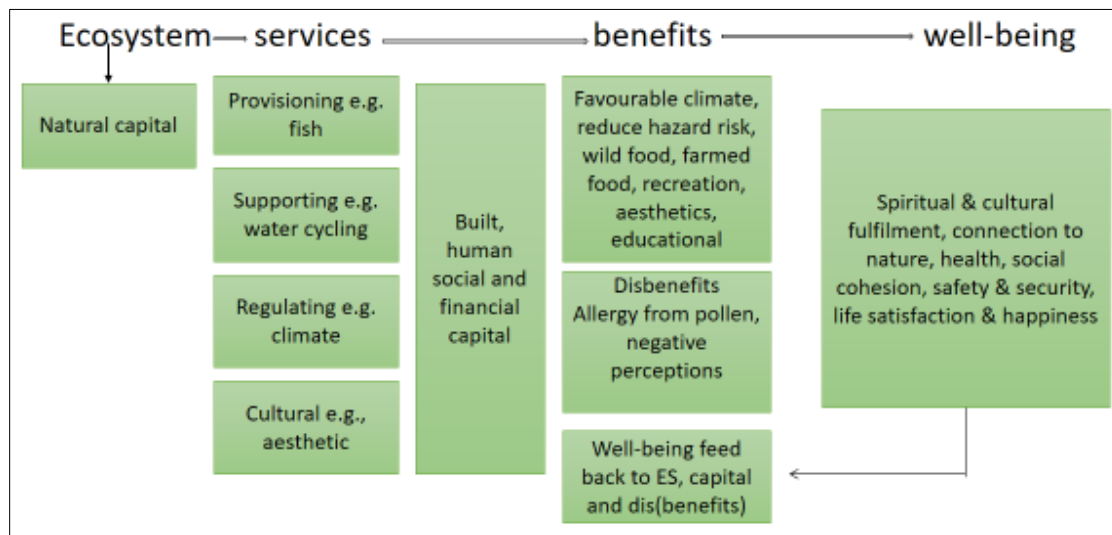 Ecosystem services benefits well-being
Natural capital
Provisioning e.g.
fish
Supporting e.g.
water cycling
Regulating e.g.
climate
Cultural e.g.,
aesthetic
Built,
human
social and
financial
capital
Favourable climate,
reduce hazard risk,
wild food, farmed
food, recreation,
aesthetics,
educational
Disbenefits
Allergy from pollen,
negative
perceptions
Well-being feed
back to ES, capital
and dis(benefits)
Spiritual & cultural
fulfilment, connection to
nature, health, social
cohesion, safety & security,
life satisfaction & happiness